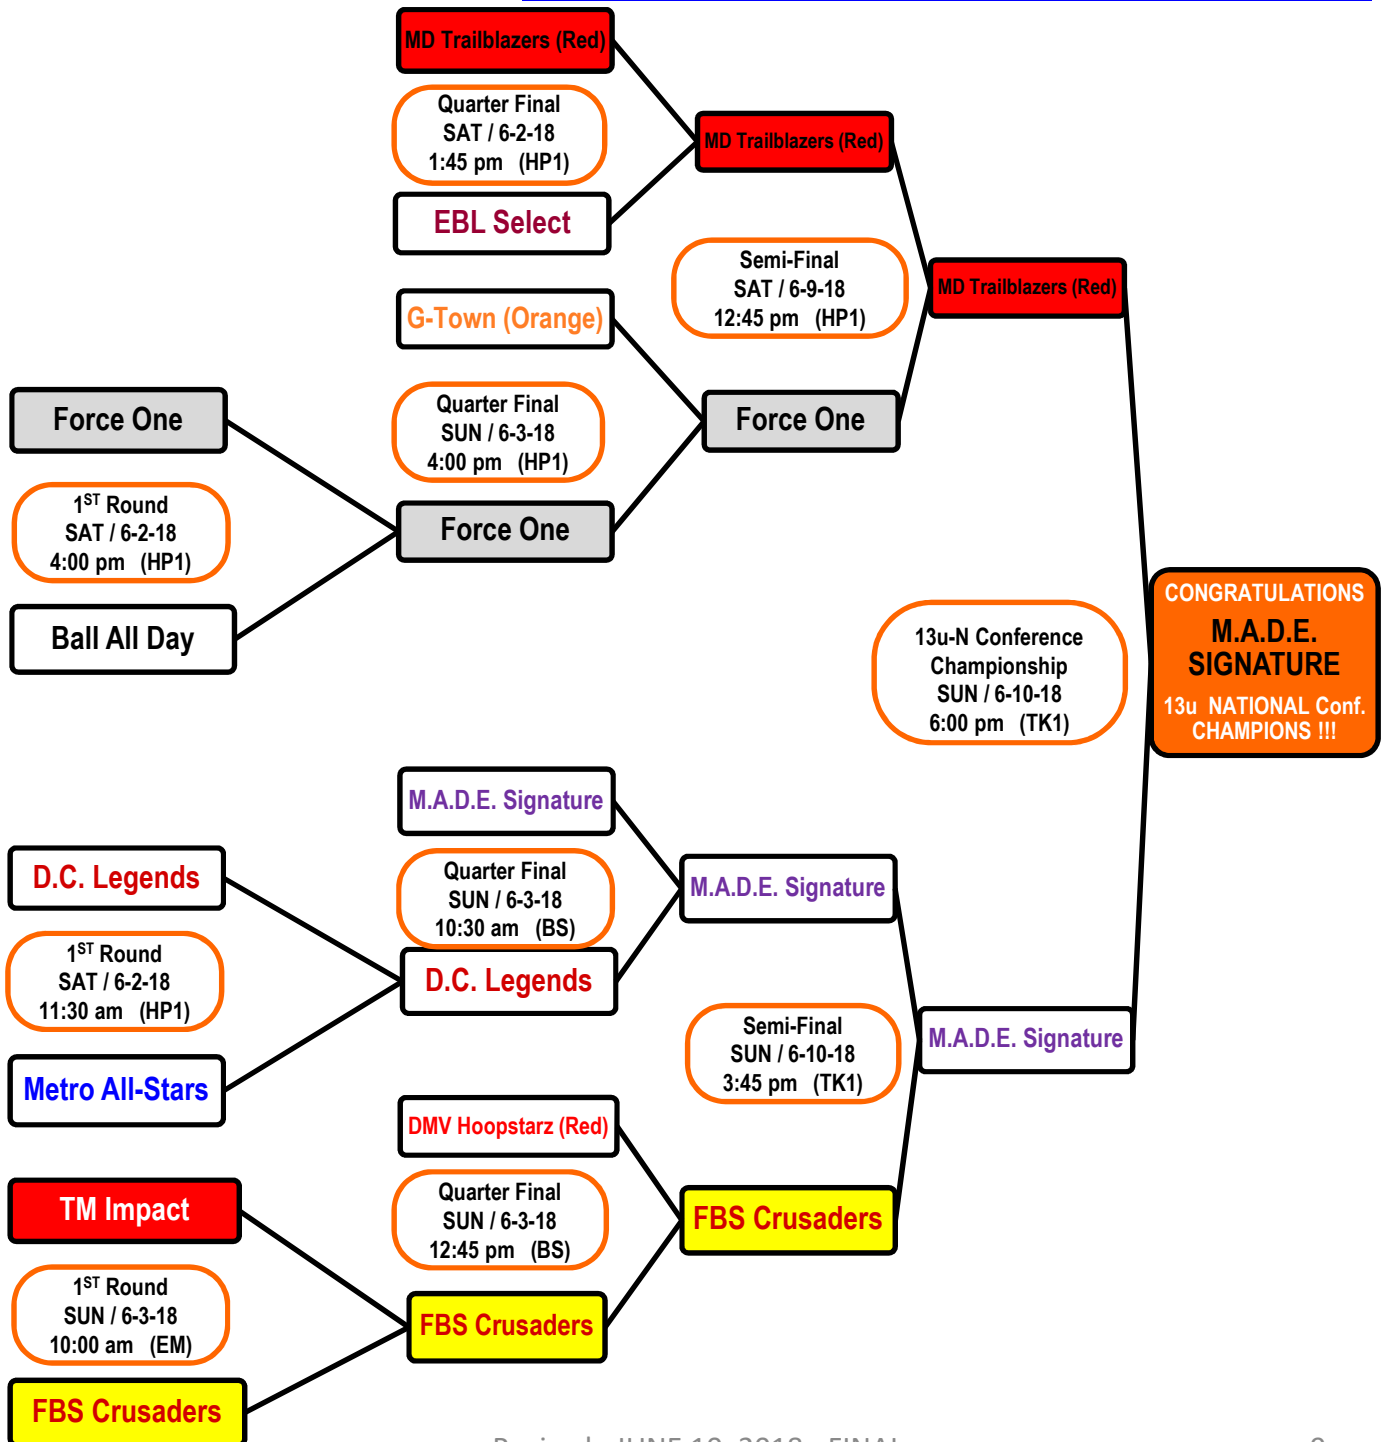 MD Trailblazers (Red)
Quarter Final
SAT / 6-2-18
1:45 pm (HP1)
EBL Select
MD Trailblazers (Red)
Semi-Final
SAT / 6-9-18
12:45 pm (HP1)
MD Trailblazers (Red)
G-Town (Orange)
Quarter Final
SUN / 6-3-18
4:00 pm (HP1)
Force One
Force One
1ST Round
SAT / 6-2-18
4:00 pm (HP1)
Ball All Day
Force One
13u-N Conference
Championship
SUN / 6-10-18
6:00 pm (TK1)
CONGRATULATIONS
M.A.D.E.
SIGNATURE
13u NATIONAL Conf.
CHAMPIONS !!!
M.A.D.E. Signature
Quarter Final
SUN / 6-3-18
10:30 am (BS)
D.C. Legends
M.A.D.E. Signature
D.C. Legends
1ST Round
SAT / 6-2-18
11:30 am (HP1)
Metro All-Stars
Semi-Final
SUN / 6-10-18
3:45 pm (TK1)
M.A.D.E. Signature
DMV Hoopstarz (Red)
Quarter Final
SUN / 6-3-18
12:45 pm (BS)
FBS Crusaders
TM Impact
1ST Round
SUN / 6-3-18
10:00 am (EM)
FBS Crusaders
FBS Crusaders